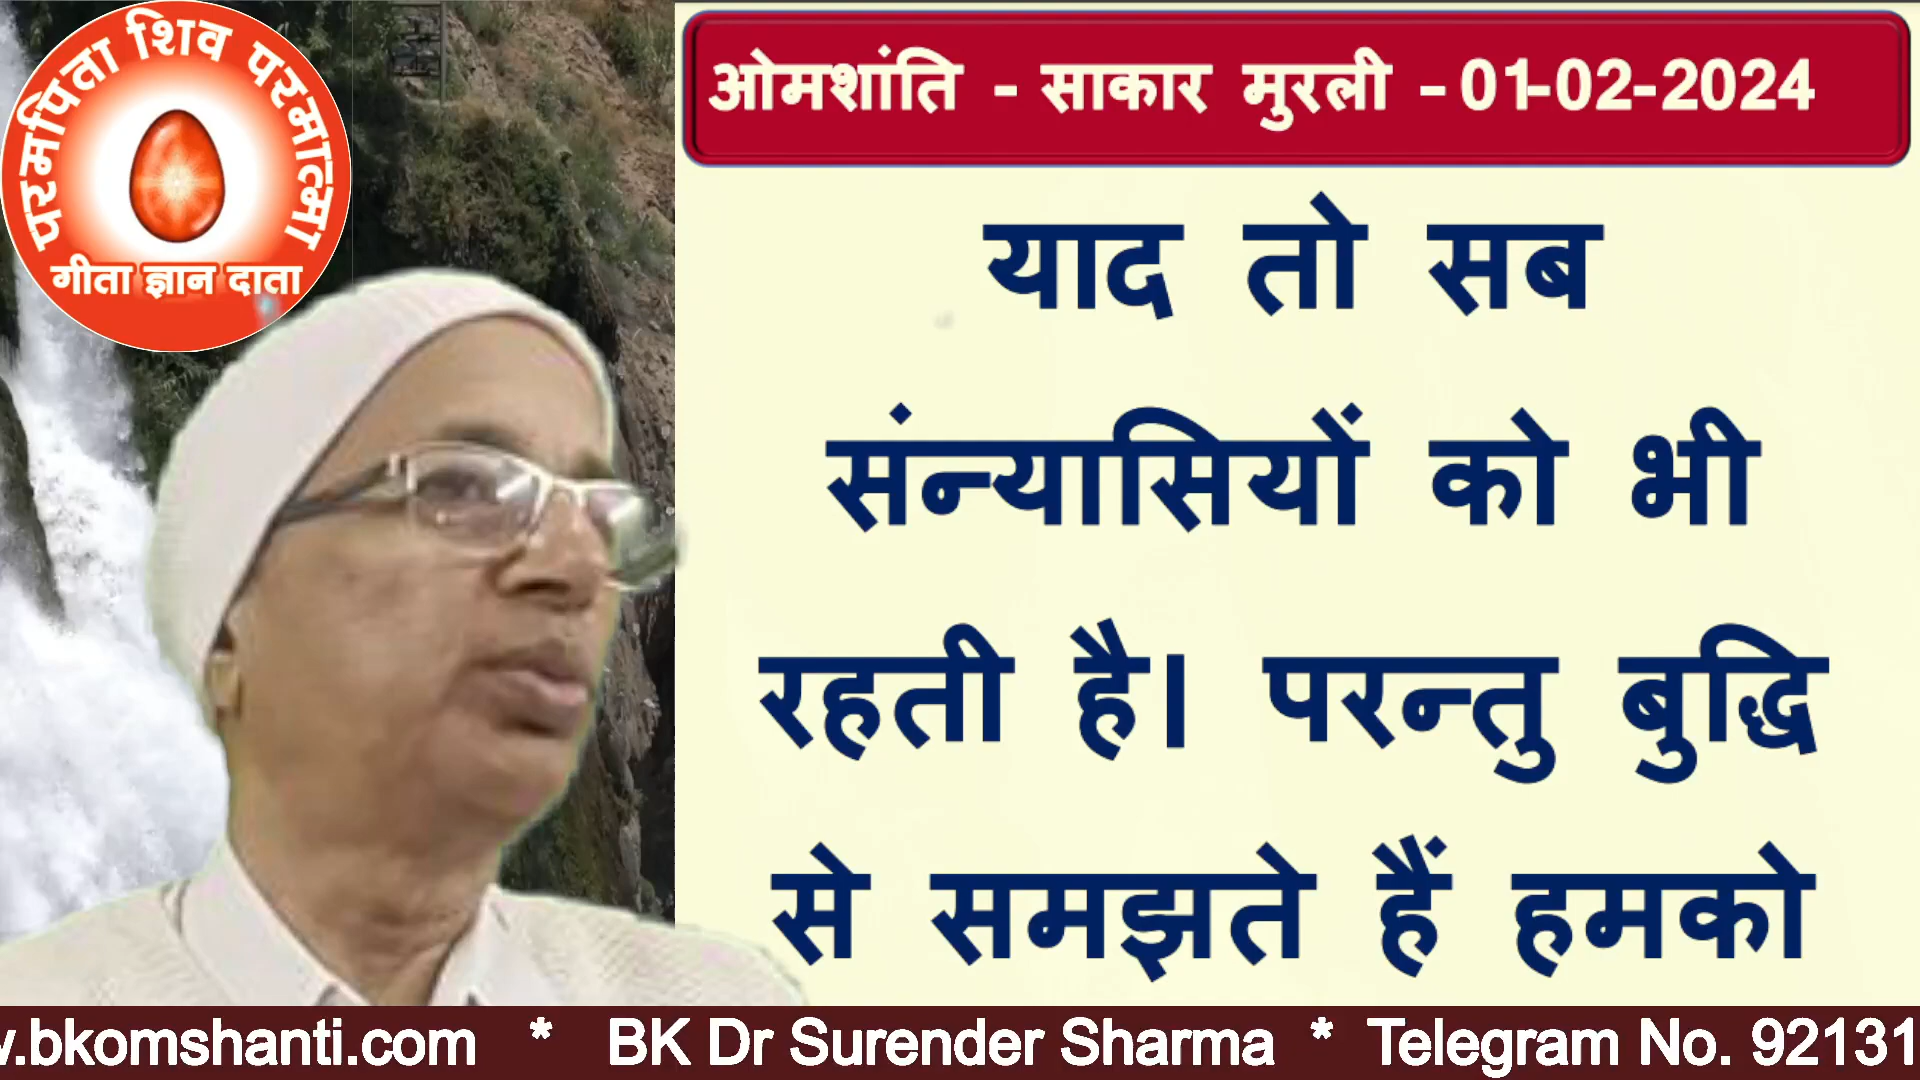 परमपिता शिव परमात्मा
गीता ज्ञान दाता
ओमशांति - साकार मुरली - 01-02-2024
याद तो सब
संन्यासियों को भी
रहती है। परन्तु बुद्धि
से समझते हैं हमको
.bkomshanti.com * BK Dr Surender Sharma * Telegram No. 92131